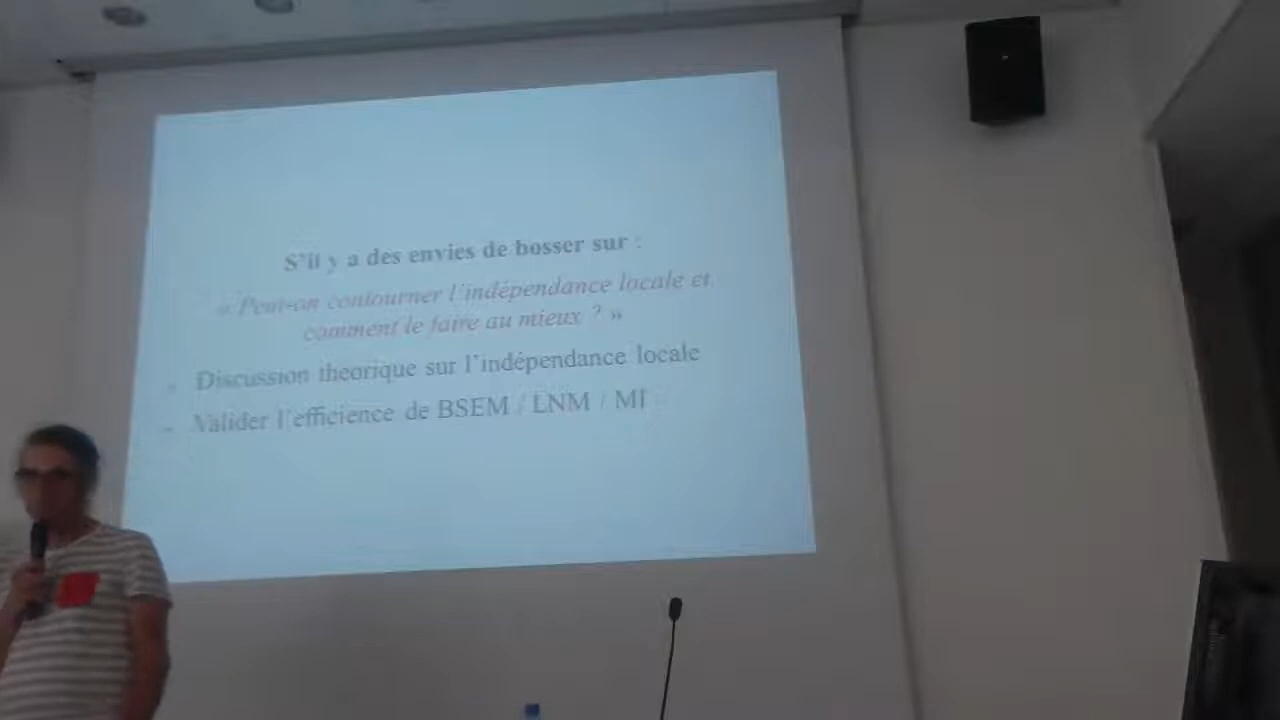 S'il y a des envies de bosser sur :
« Peut-on contourner l'indépendance locale et
comment le faire au mieux ? »
- Discussion théorique sur l'indépendance locale
- Valider l'efficience de BSEM / LNM / MI